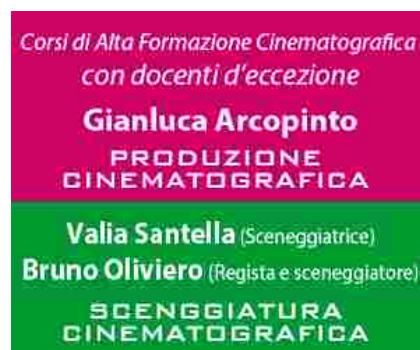 Corsi di Alta Formazione Cinematografica
con docenti d'eccezione
Gianluca Arcopinto
PRODUZIONE
CINEMATOGRAFICA
Valia Santella (Sceneggiatrice)
Bruno Oliviero (Regista e sceneggiatore)
SCENGGIATURA
CINEMATOGRAFICA